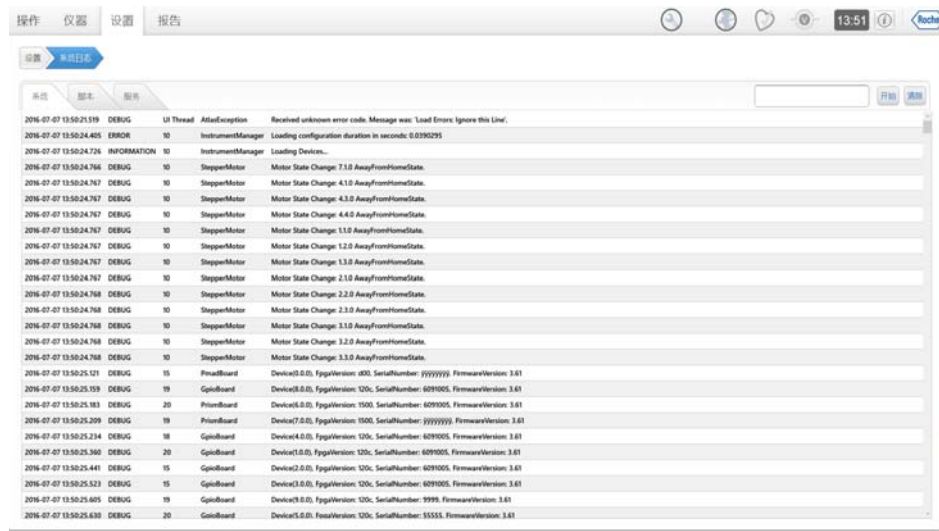 操作 仪器 设置 报告 13:51 Roche
设置 系统日志
系统 脚本 服务 开始 清除
2016-07-07 13:50:21.519 DEBUG UI Thread AtlasException Received unknown error code. Message was: 'Load Errors: Ignore this Line'.
2016-07-07 13:50:24.405 ERROR 10 InstrumentManager Loading configuration duration in seconds: 0.0390295
2016-07-07 13:50:24.726 INFORMATION 10 InstrumentManager Loading Devices...
2016-07-07 13:50:24.766 DEBUG 10 StepperMotor Motor State Change: 7.1.0 AwayFromHomeState.
2016-07-07 13:50:24.767 DEBUG 10 StepperMotor Motor State Change: 4.1.0 AwayFromHomeState.
2016-07-07 13:50:24.767 DEBUG 10 StepperMotor Motor State Change: 4.3.0 AwayFromHomeState.
2016-07-07 13:50:24.767 DEBUG 10 StepperMotor Motor State Change: 4.4.0 AwayFromHomeState.
2016-07-07 13:50:24.767 DEBUG 10 StepperMotor Motor State Change: 1.1.0 AwayFromHomeState.
2016-07-07 13:50:24.767 DEBUG 10 StepperMotor Motor State Change: 1.2.0 AwayFromHomeState.
2016-07-07 13:50:24.767 DEBUG 10 StepperMotor Motor State Change: 1.3.0 AwayFromHomeState.
2016-07-07 13:50:24.767 DEBUG 10 StepperMotor Motor State Change: 2.1.0 AwayFromHomeState.
2016-07-07 13:50:24.768 DEBUG 10 StepperMotor Motor State Change: 2.2.0 AwayFromHomeState.
2016-07-07 13:50:24.768 DEBUG 10 StepperMotor Motor State Change: 2.3.0 AwayFromHomeState.
2016-07-07 13:50:24.768 DEBUG 10 StepperMotor Motor State Change: 3.1.0 AwayFromHomeState.
2016-07-07 13:50:24.768 DEBUG 10 StepperMotor Motor State Change: 3.2.0 AwayFromHomeState.
2016-07-07 13:50:24.768 DEBUG 10 StepperMotor Motor State Change: 3.3.0 AwayFromHomeState.
2016-07-07 13:50:25.121 DEBUG 15 PmadBoard Device(0.0.0), FpgaVersion: d00, SerialNumber: ÿÿÿÿÿÿÿÿ, FirmwareVersion: 3.61
2016-07-07 13:50:25.159 DEBUG 19 GpioBoard Device(8.0.0), FpgaVersion: 120c, SerialNumber: 6091005, FirmwareVersion: 3.61
2016-07-07 13:50:25.183 DEBUG 20 PrismBoard Device(6.0.0), FpgaVersion: 1500, SerialNumber: 6091005, FirmwareVersion: 3.61
2016-07-07 13:50:25.209 DEBUG 19 PrismBoard Device(7.0.0), FpgaVersion: 1500, SerialNumber: ÿÿÿÿÿÿÿÿ, FirmwareVersion: 3.61
2016-07-07 13:50:25.234 DEBUG 18 GpioBoard Device(4.0.0), FpgaVersion: 120c, SerialNumber: 6091005, FirmwareVersion: 3.61
2016-07-07 13:50:25.360 DEBUG 20 GpioBoard Device(1.0.0), FpgaVersion: 120c, SerialNumber: 6091005, FirmwareVersion: 3.61
2016-07-07 13:50:25.441 DEBUG 15 GpioBoard Device(2.0.0), FpgaVersion: 120c, SerialNumber: 6091005, FirmwareVersion: 3.61
2016-07-07 13:50:25.523 DEBUG 15 GpioBoard Device(3.0.0), FpgaVersion: 120c, SerialNumber: 6091005, FirmwareVersion: 3.61
2016-07-07 13:50:25.605 DEBUG 19 GpioBoard Device(9.0.0), FpgaVersion: 120c, SerialNumber: 9999, FirmwareVersion: 3.61
2016-07-07 13:50:25.630 DEBUG 20 GpioBoard Device(5.0.0), FpgaVersion: 120c, SerialNumber: 55555, FirmwareVersion: 3.61